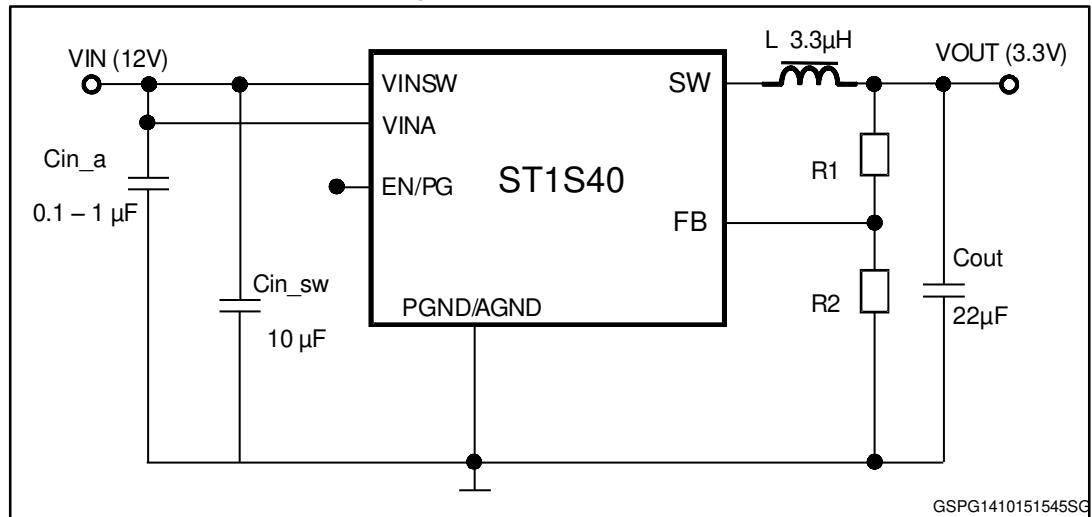 L 3.3µH
VIN (12V)
VOUT (3.3V)
VINSW
SW
VINA
Cin_a
EN/PG
ST1S40
R1
0.1 – 1 µF
FB
Cin_sw
Cout
PGND/AGND
R2
10 µF
22µF
GSPG1410151545SG